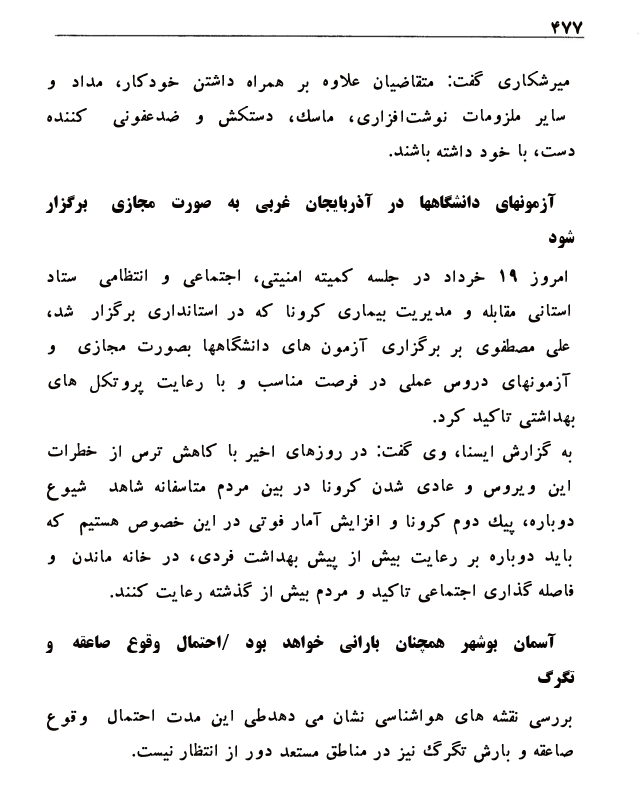 ۴۷۷
میرشکاری گفت: متقاضیان علاوه بر همراه داشتن خودکار، مداد و
سایر ملزومات نوشت‌افزاری، ماسك، دستکش و ضدعفونی کننده
دست، با خود داشته باشند.
آزمونهای دانشگاهها در آذربایجان غربی به صورت مجازی برگزار
شود
امروز ۱۹ خرداد در جلسه کمیته امنیتی، اجتماعی و انتظامی ستاد
استانی مقابله و مدیریت بیماری کرونا که در استانداری برگزار شد،
علی مصطفوی بر برگزاری آزمون های دانشگاهها بصورت مجازی و
آزمونهای دروس عملی در فرصت مناسب و با رعایت پروتکل های
بهداشتی تاکید کرد.
به گزارش ایسنا، وی گفت: در روزهای اخیر با کاهش ترس از خطرات
این ویروس و عادی شدن کرونا در بین مردم متاسفانه شاهد شیوع
دوباره، پیك دوم کرونا و افزایش آمار فوتی در این خصوص هستیم که
باید دوباره بر رعایت بیش از پیش بهداشت فردی، در خانه ماندن و
فاصله گذاری اجتماعی تاکید و مردم بیش از گذشته رعایت کنند.
آسمان بوشهر همچنان بارانی خواهد بود /احتمال وقوع صاعقه و
تگرگ
بررسی نقشه های هواشناسی نشان می دهدطی این مدت احتمال وقوع
صاعقه و بارش تگرگ نیز در مناطق مستعد دور از انتظار نیست.